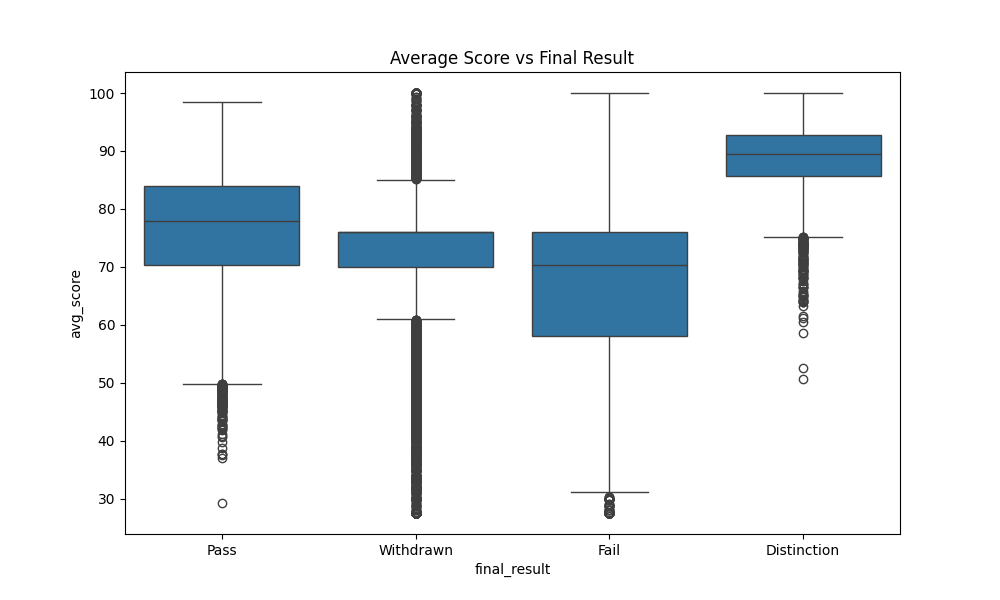 Average Score vs Final Result
100
90
80
70
60
50
40
30
avg_score
Pass
Withdrawn
Fail
Distinction
final_result